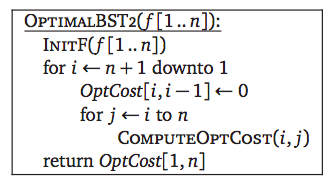 OPTIMALBST2(f[1..n]):
INITF(f[1..n])
for i ← n + 1 downto 1
OptCost[i, i − 1] ← 0
for j ← i to n
COMPUTEOPTCOST(i, j)
return OptCost[1, n]